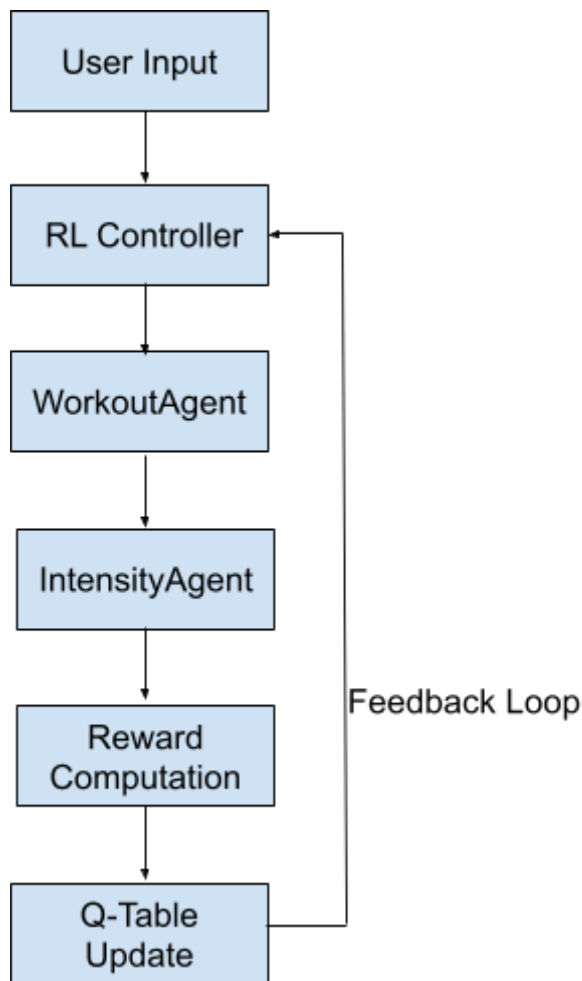 User Input
RL Controller
WorkoutAgent
IntensityAgent
Feedback Loop
Reward
Computation
Q-Table
Update